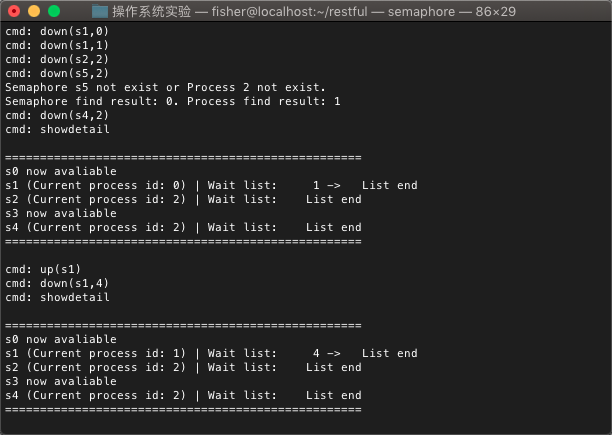 操作系统实验 — fisher@localhost:~/restful — semaphore — 86×29
cmd: down(s1,0)
cmd: down(s1,1)
cmd: down(s2,2)
cmd: down(s5,2)
Semaphore s5 not exist or Process 2 not exist.
Semaphore find result: 0. Process find result: 1
cmd: down(s4,2)
cmd: showdetail
===================================================
s0 now avaliable
s1 (Current process id: 0) | Wait list:     1 ->   List end
s2 (Current process id: 2) | Wait list:    List end
s3 now avaliable
s4 (Current process id: 2) | Wait list:    List end
===================================================
cmd: up(s1)
cmd: down(s1,4)
cmd: showdetail
===================================================
s0 now avaliable
s1 (Current process id: 1) | Wait list:     4 ->   List end
s2 (Current process id: 2) | Wait list:    List end
s3 now avaliable
s4 (Current process id: 2) | Wait list:    List end
===================================================